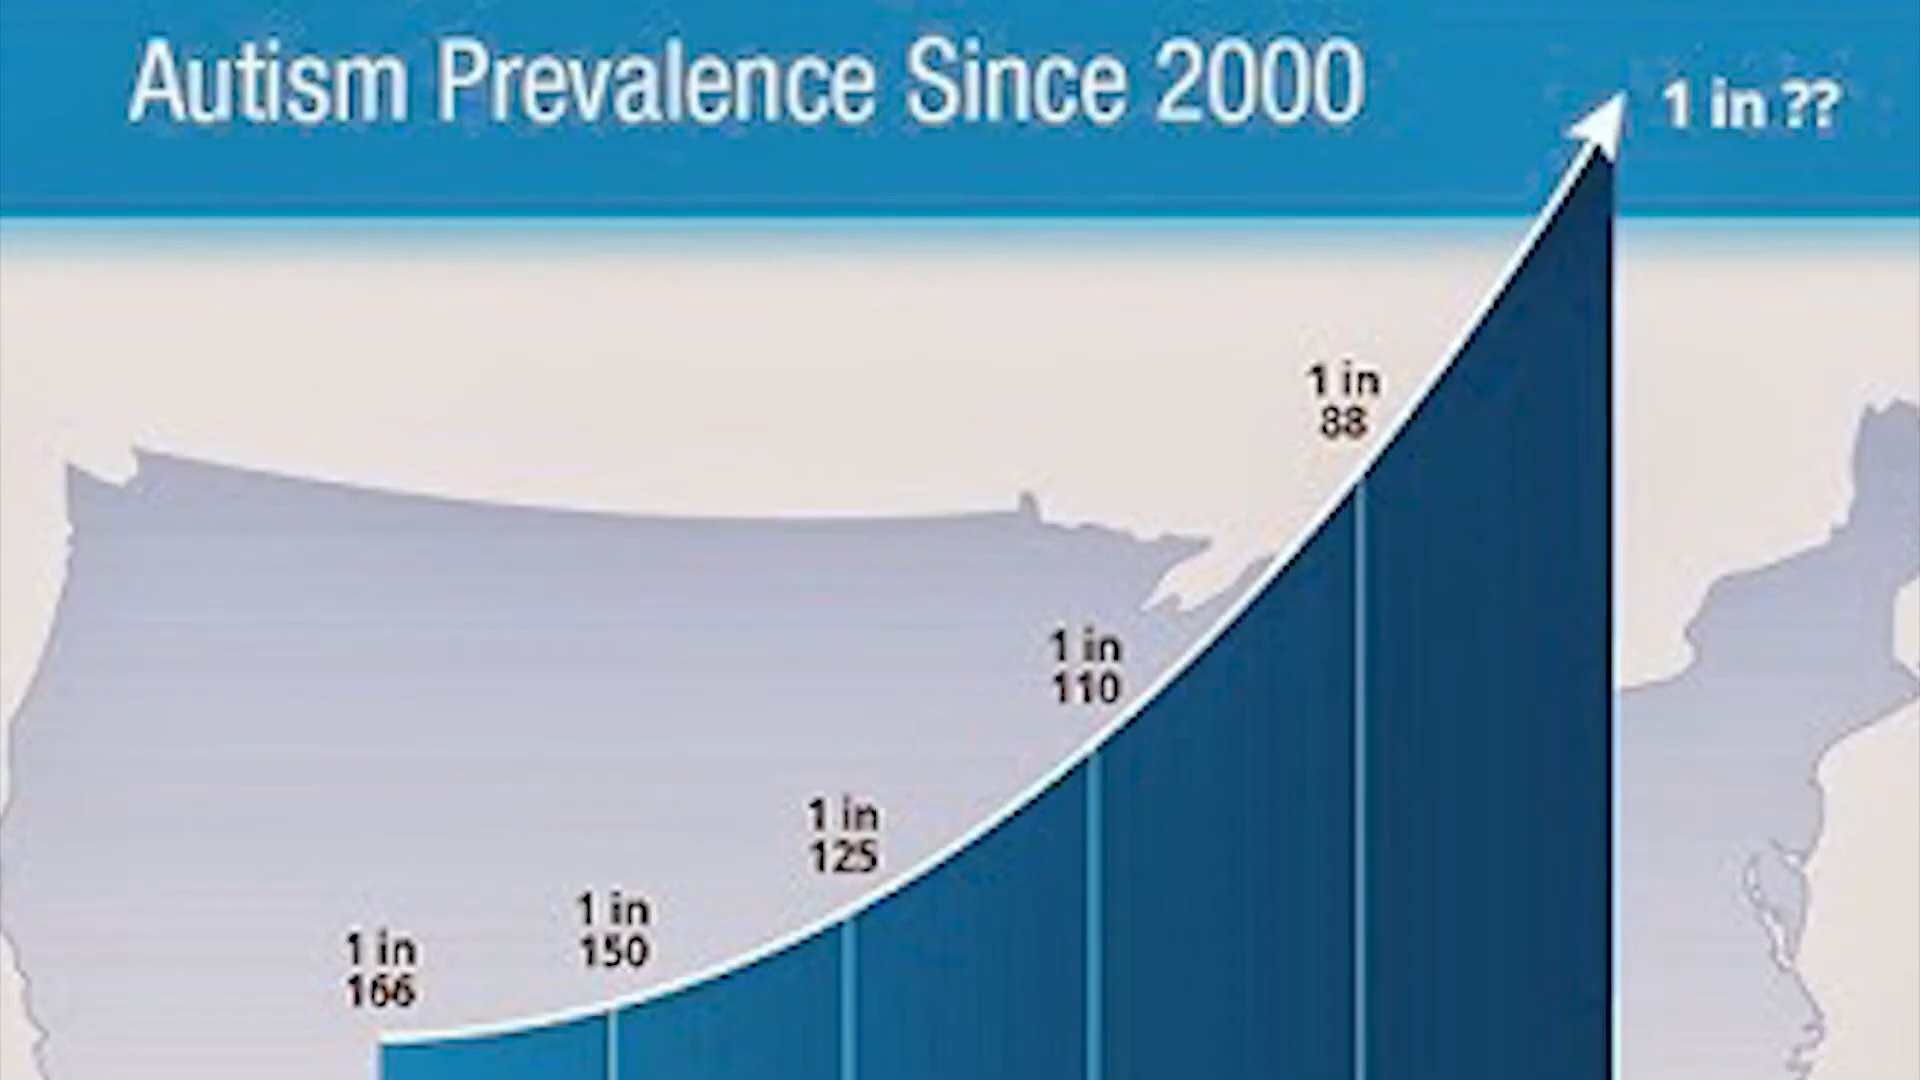 Autism Prevalence Since 2000
1 in ??
1 in
88
1 in
110
1 in
125
1 in
150
1 in
166